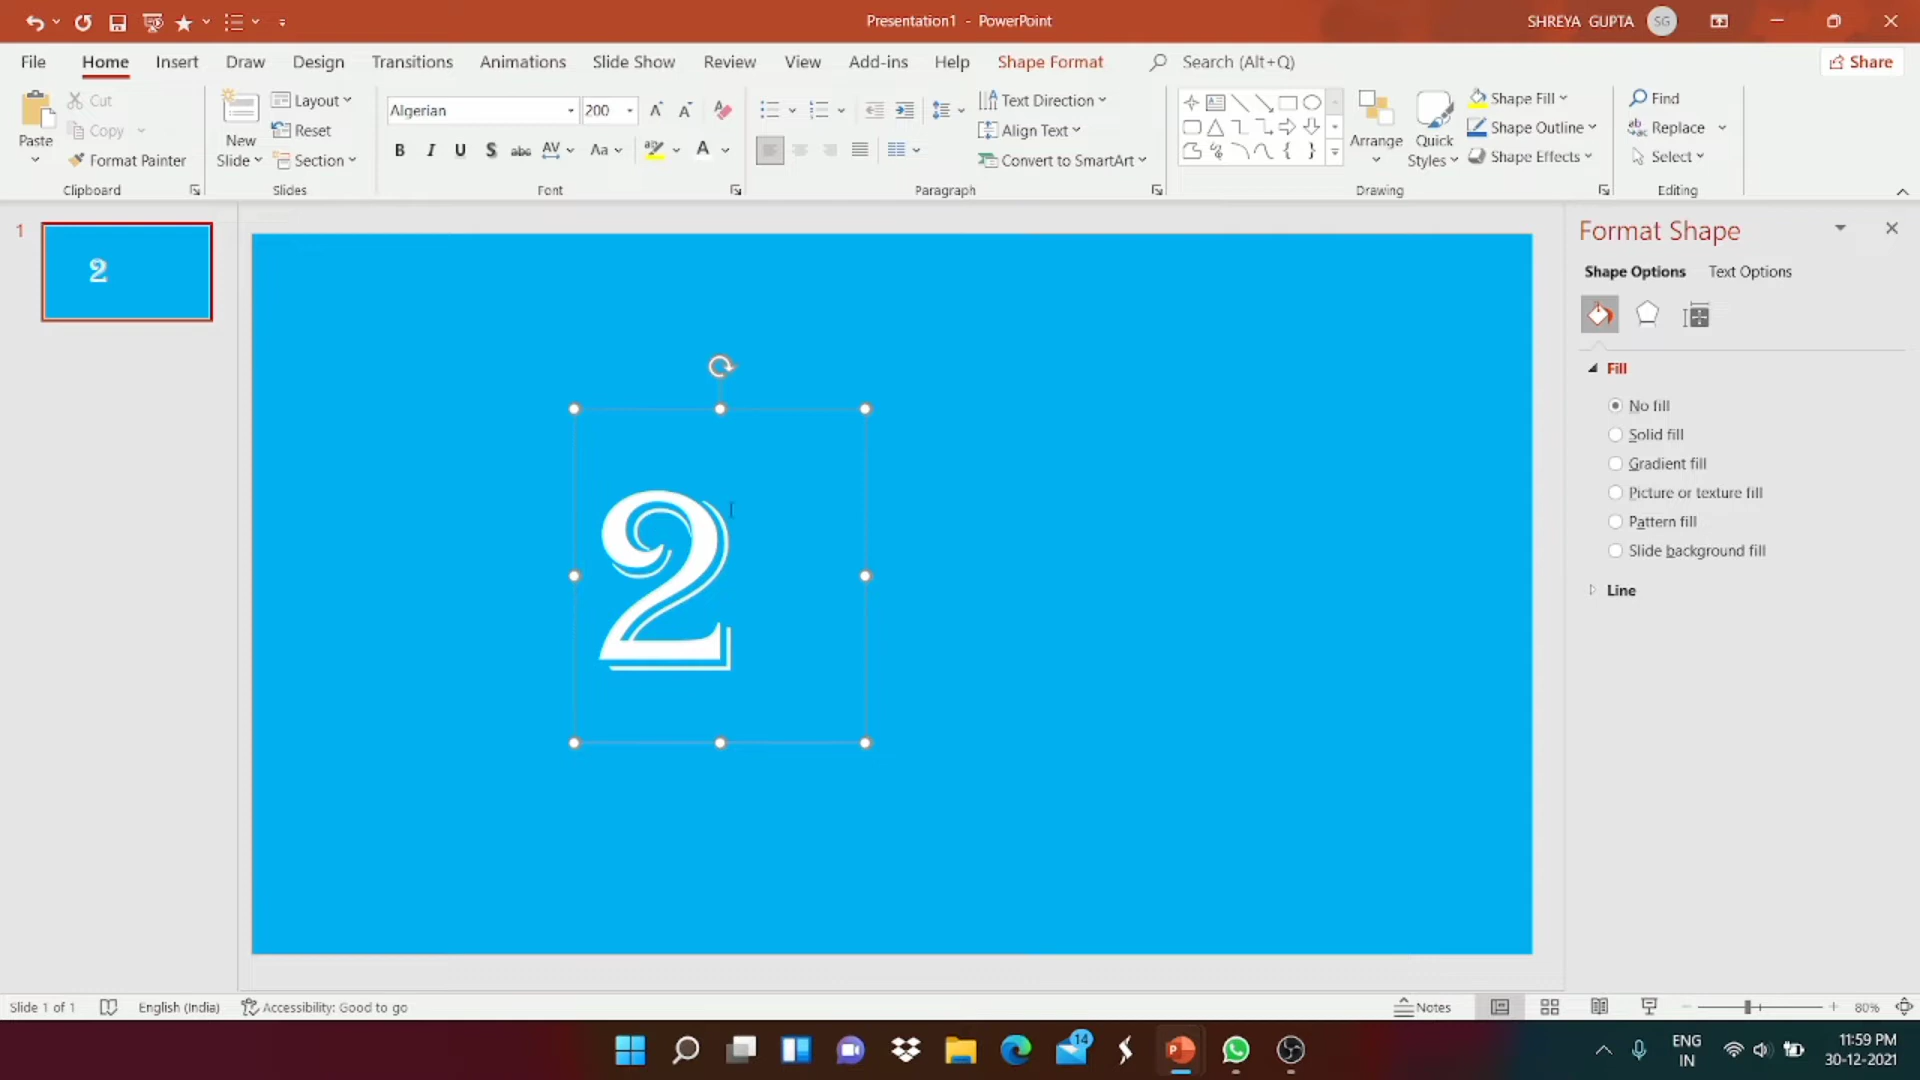 Presentation1 - PowerPoint
SHREYA GUPTA
SG
File Home Insert Draw Design Transitions Animations Slide Show Review View Add-ins Help Shape Format Search (Alt+Q) Share
Paste
Cut
Copy
Format Painter
Clipboard
New Slide
Layout
Reset
Section
Slides
Algerian 200
B I U S abc AV Aa A
Font
Text Direction
Align Text
Convert to SmartArt
Paragraph
Arrange
Quick Styles
Shape Fill
Shape Outline
Shape Effects
Drawing
Find
Replace
Select
Editing
1
2
2
Format Shape
Shape Options Text Options
Fill
No fill
Solid fill
Gradient fill
Picture or texture fill
Pattern fill
Slide background fill
Line
Slide 1 of 1 English (India) Accessibility: Good to go Notes 80%
14
ENG
IN
11:59 PM
30-12-2021